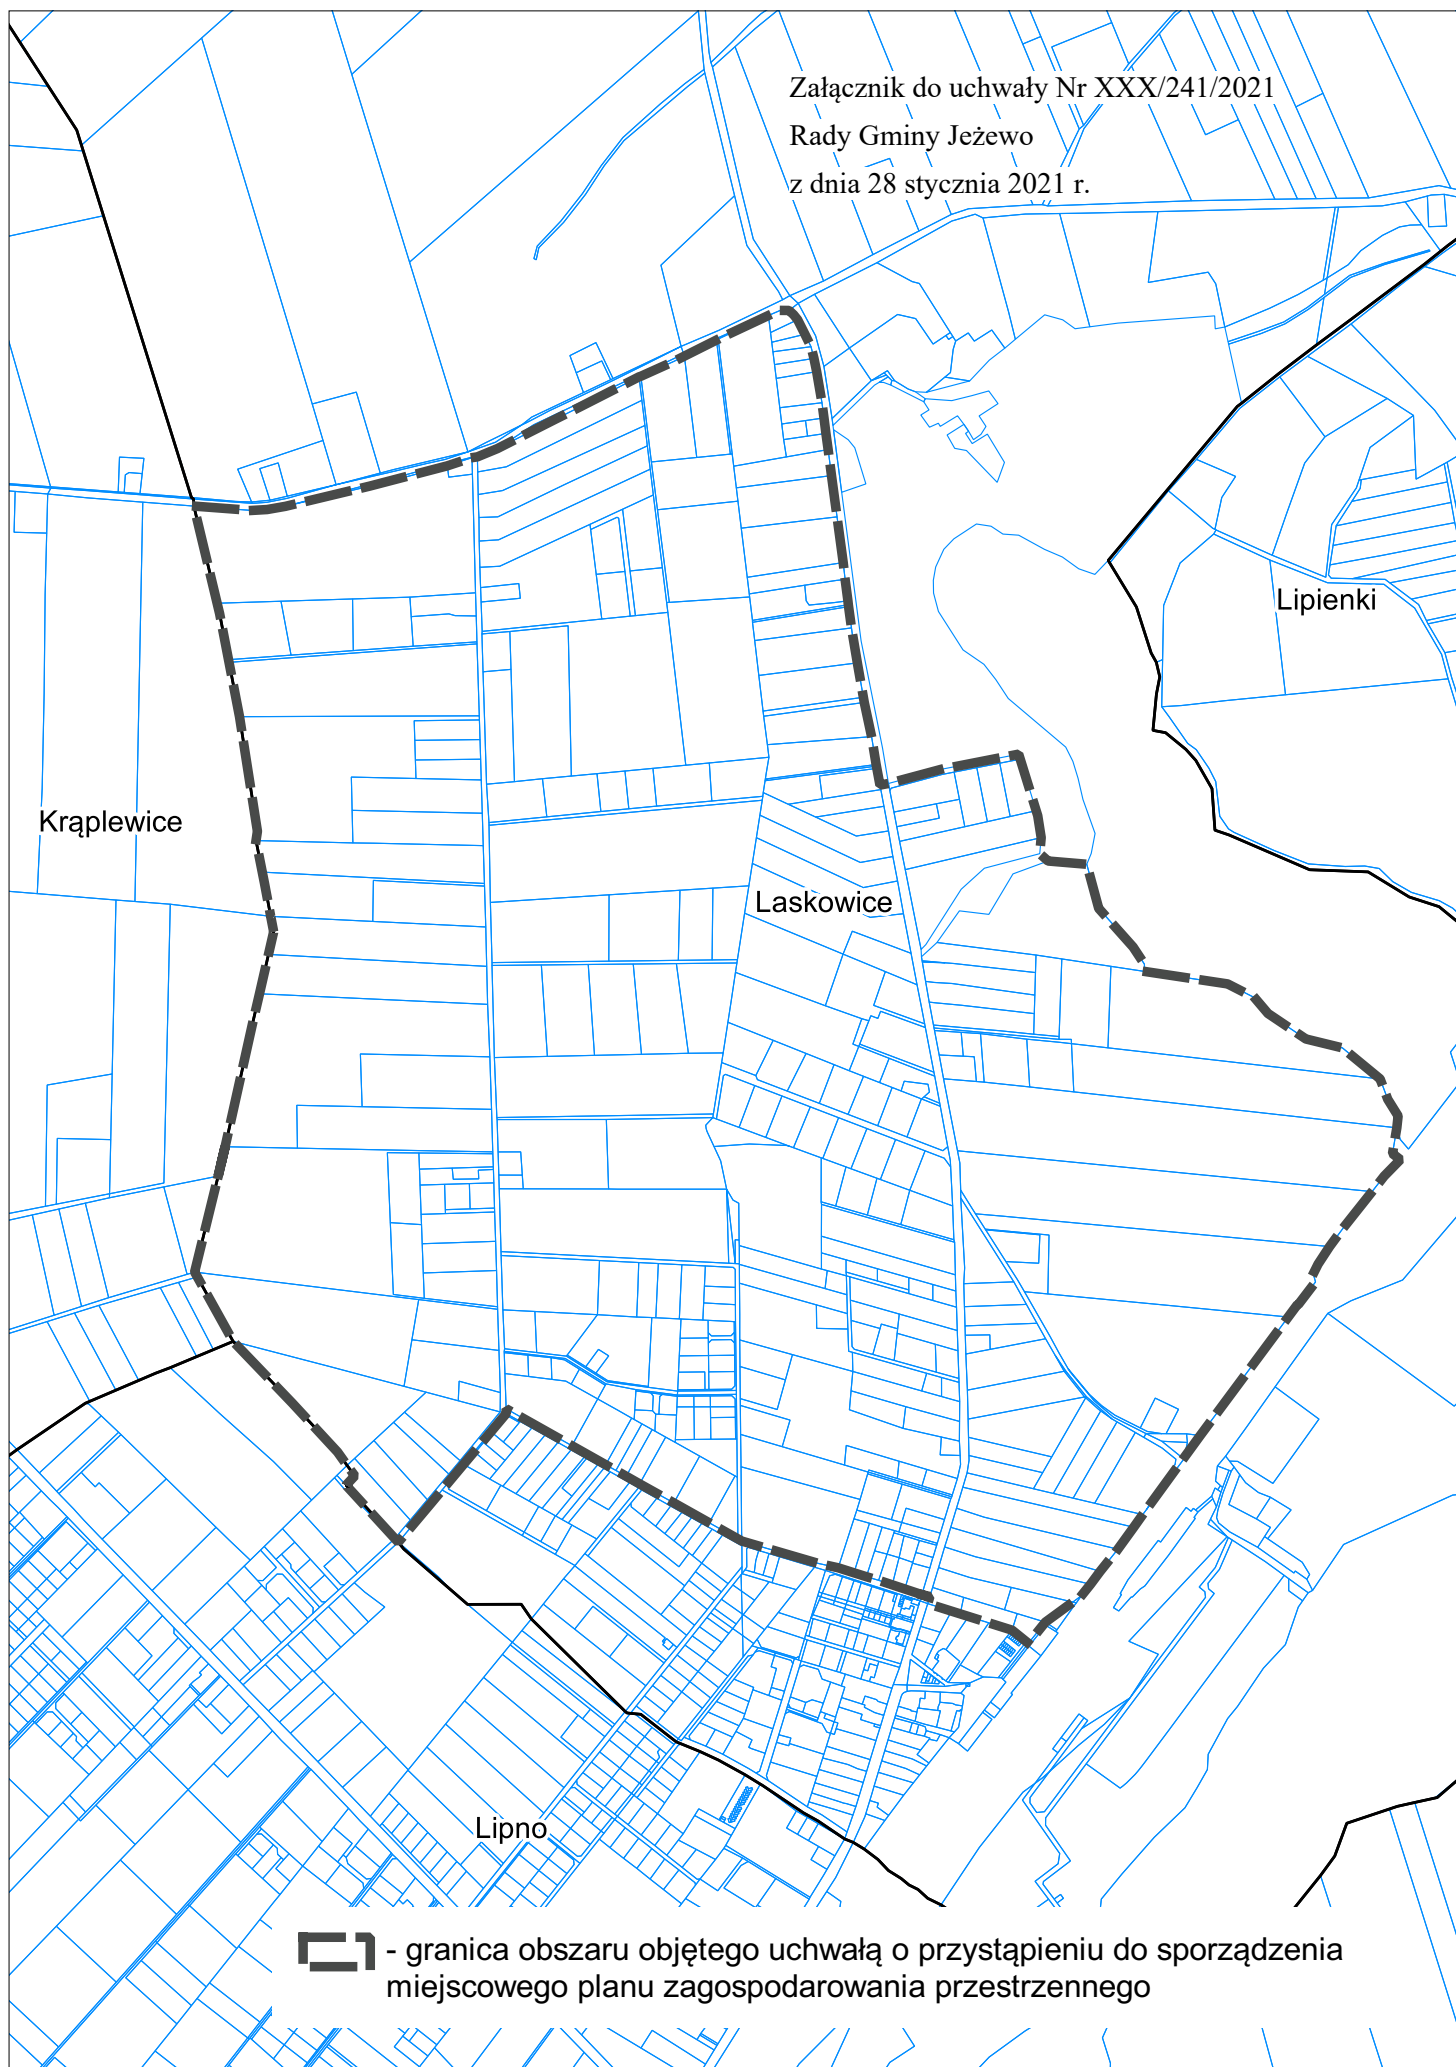 Załącznik do uchwały Nr XXX/241/2021
Rady Gminy Jeżewo
z dnia 28 stycznia 2021 r.
Lipienki
Krąplewice
Laskowice
Lipno
- granica obszaru objętego uchwałą o przystąpieniu do sporządzenia
miejscowego planu zagospodarowania przestrzennego